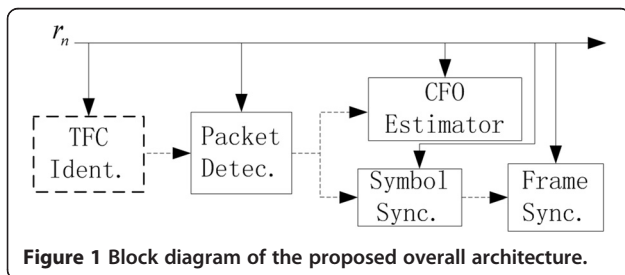 rn
TFC
Ident.
Packet
Detec.
CFO
Estimator
Symbol
Sync.
Frame
Sync.
Figure 1 Block diagram of the proposed overall architecture.